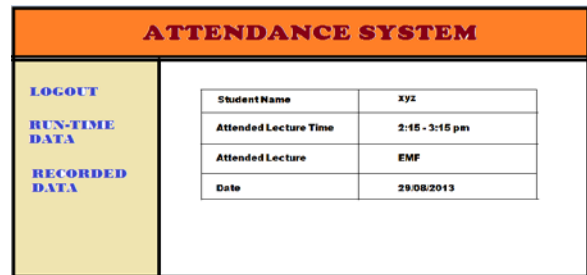 ATTENDANCE SYSTEM
LOGOUT
RUN-TIME
DATA
RECORDED
DATA
Student Name xyz
Attended Lecture Time 2:15 - 3:15 pm
Attended Lecture EMF
Date 29/08/2013